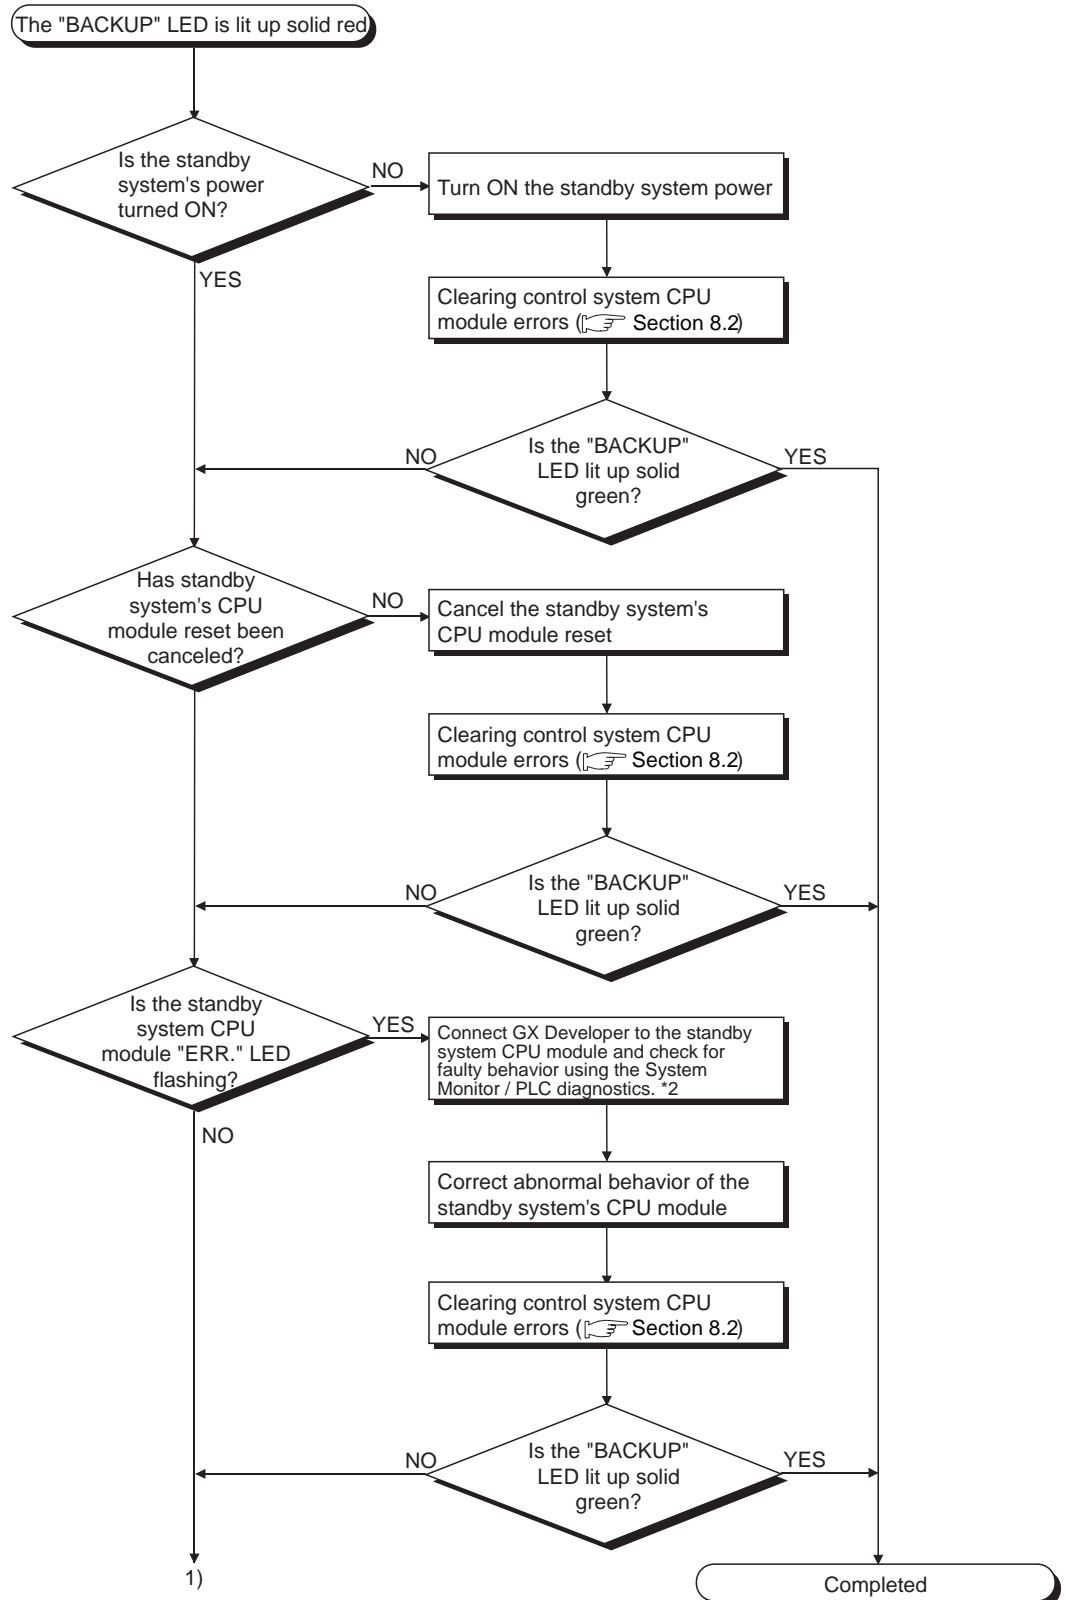 The "BACKUP" LED is lit up solid red
Is the standby
system's power
turned ON?
NO
Turn ON the standby system power
YES
Clearing control system CPU
module errors ( Section 8.2)
Is the "BACKUP"
LED lit up solid
green?
NO
YES
Has standby
system's CPU
module reset been
canceled?
NO
Cancel the standby system's
CPU module reset
Clearing control system CPU
module errors ( Section 8.2)
Is the "BACKUP"
LED lit up solid
green?
NO
YES
Is the standby
system CPU
module "ERR." LED
flashing?
YES
Connect GX Developer to the standby
system CPU module and check for
faulty behavior using the System
Monitor / PLC diagnostics. *2
NO
Correct abnormal behavior of the
standby system's CPU module
Clearing control system CPU
module errors ( Section 8.2)
Is the "BACKUP"
LED lit up solid
green?
NO
YES
1)
Completed